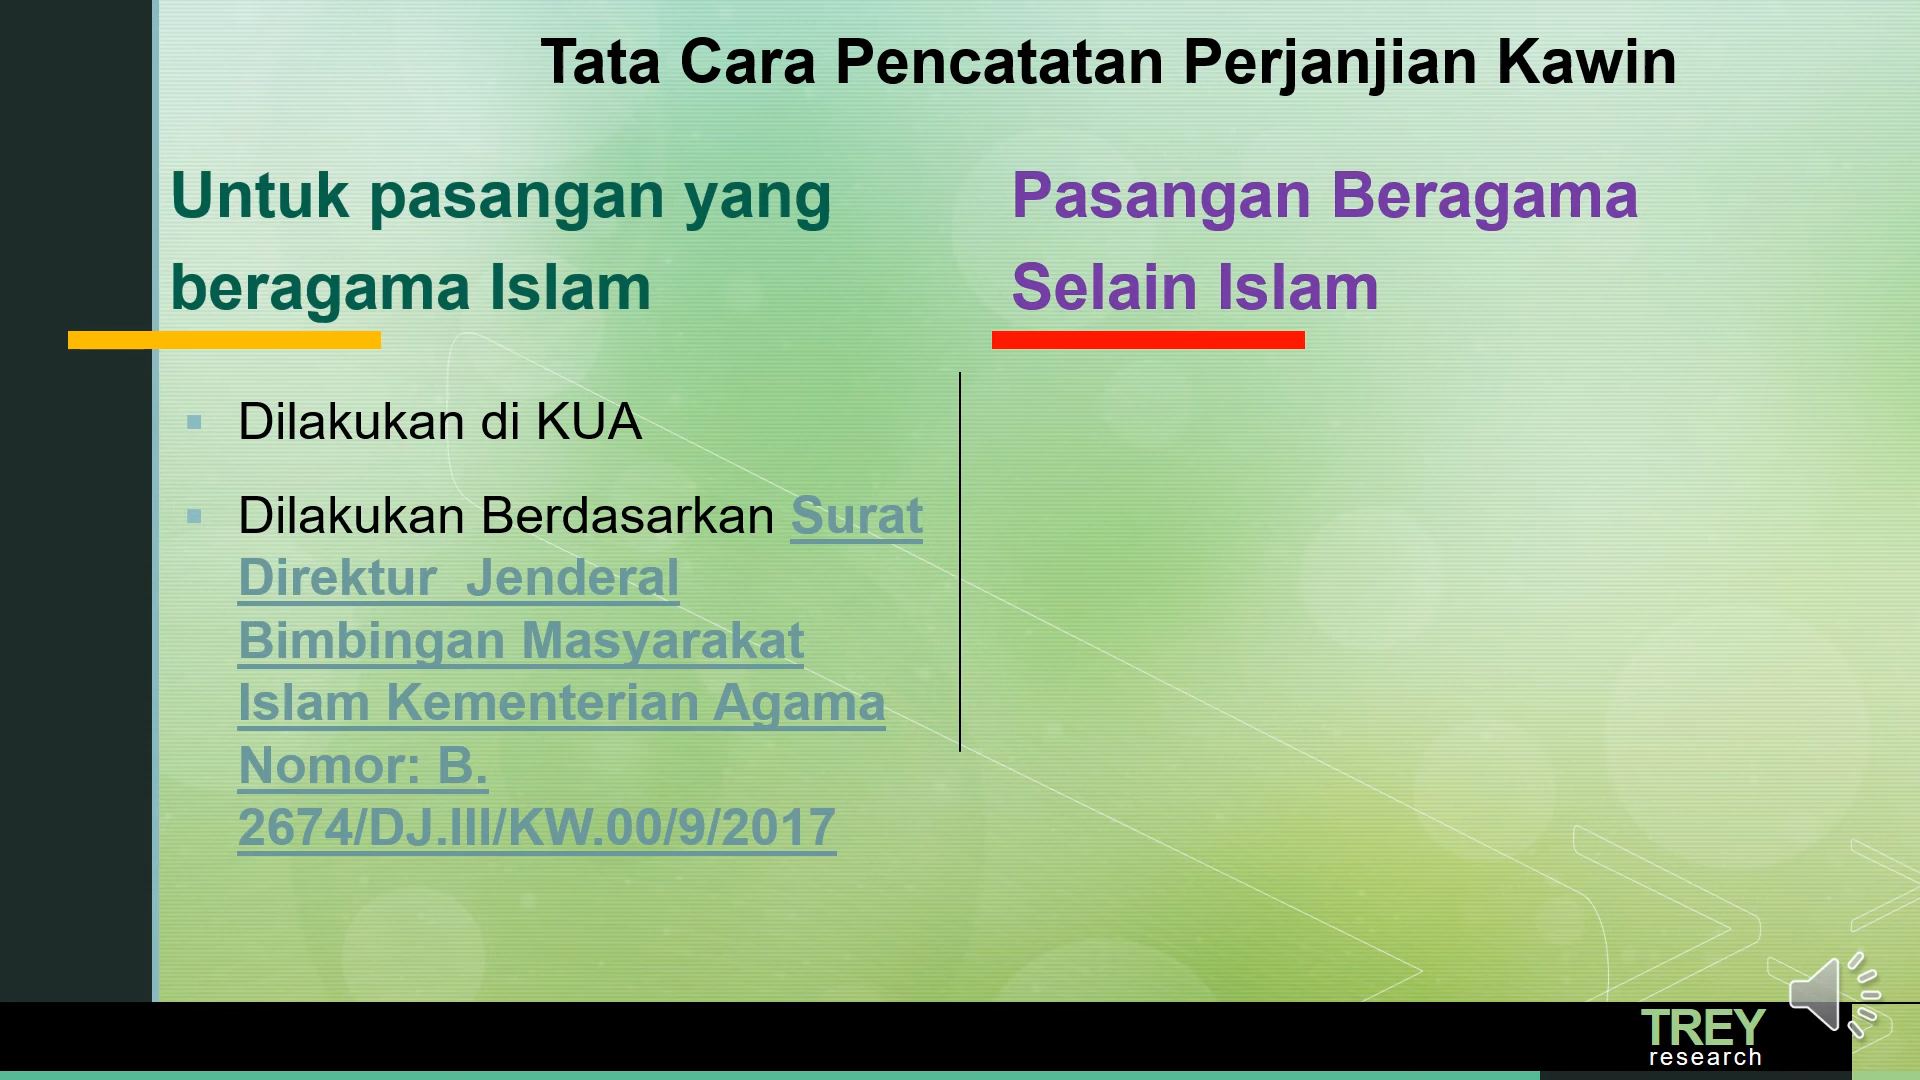 Tata Cara Pencatatan Perjanjian Kawin
Untuk pasangan yang
beragama Islam
Dilakukan di KUA
Dilakukan Berdasarkan Surat
Direktur  Jenderal
Bimbingan Masyarakat
Islam Kementerian Agama
Nomor: B.
2674/DJ.III/KW.00/9/2017
Pasangan Beragama
Selain Islam
TREY
research